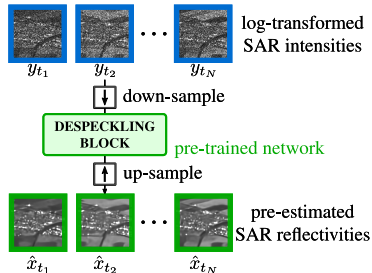 log-transformed
SAR intensities
y_{t_1} y_{t_2} ... y_{t_N}
down-sample
DESPECKLING
BLOCK
pre-trained network
up-sample
pre-estimated
SAR reflectivities
x̂_{t_1} x̂_{t_2} ... x̂_{t_N}